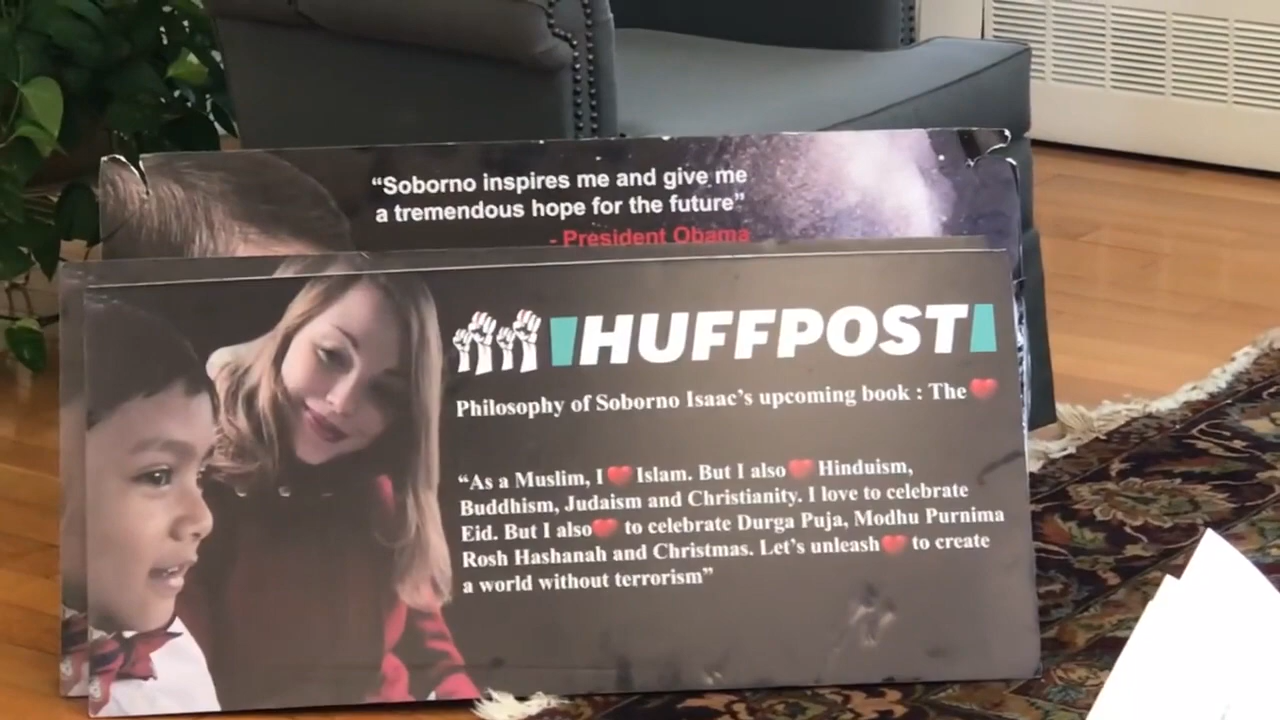 “Soborno inspires me and give me
a tremendous hope for the future”
- President Obama
HUFFPOST
Philosophy of Soborno Isaac’s upcoming book : The ❤️
“As a Muslim, I ❤️ Islam. But I also ❤️ Hinduism,
Buddhism, Judaism and Christianity. I love to celebrate
Eid. But I also ❤️ to celebrate Durga Puja, Modhu Purnima
Rosh Hashanah and Christmas. Let’s unleash ❤️ to create
a world without terrorism”